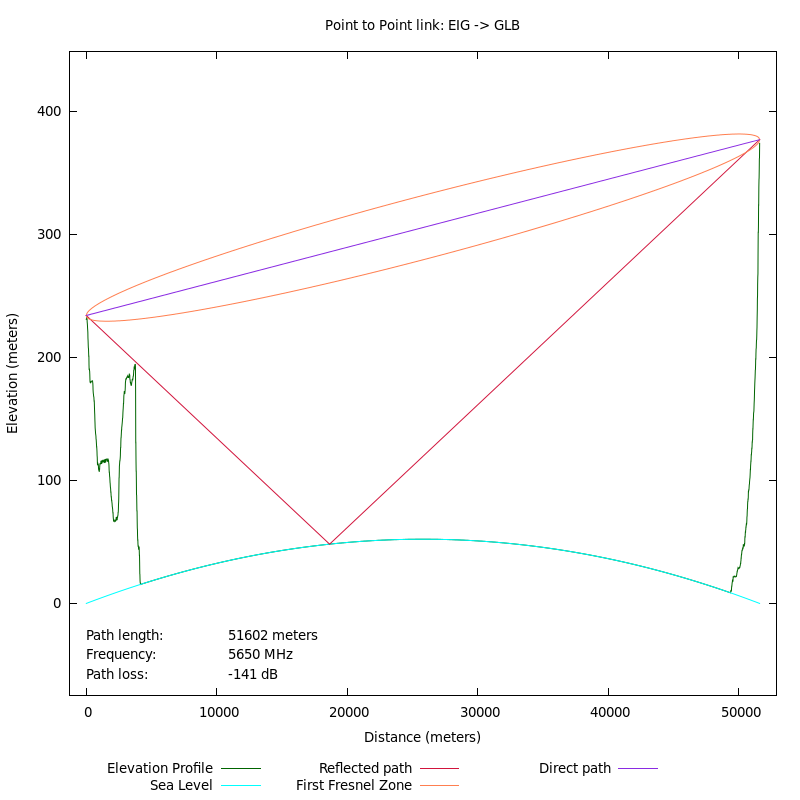 Point to Point link: EIG -> GLB
400
300
200
100
0
Elevation (meters)
Path length: 51602 meters
Frequency: 5650 MHz
Path loss: -141 dB
0 10000 20000 30000 40000 50000
Distance (meters)
Elevation Profile Reflected path Direct path
Sea Level First Fresnel Zone